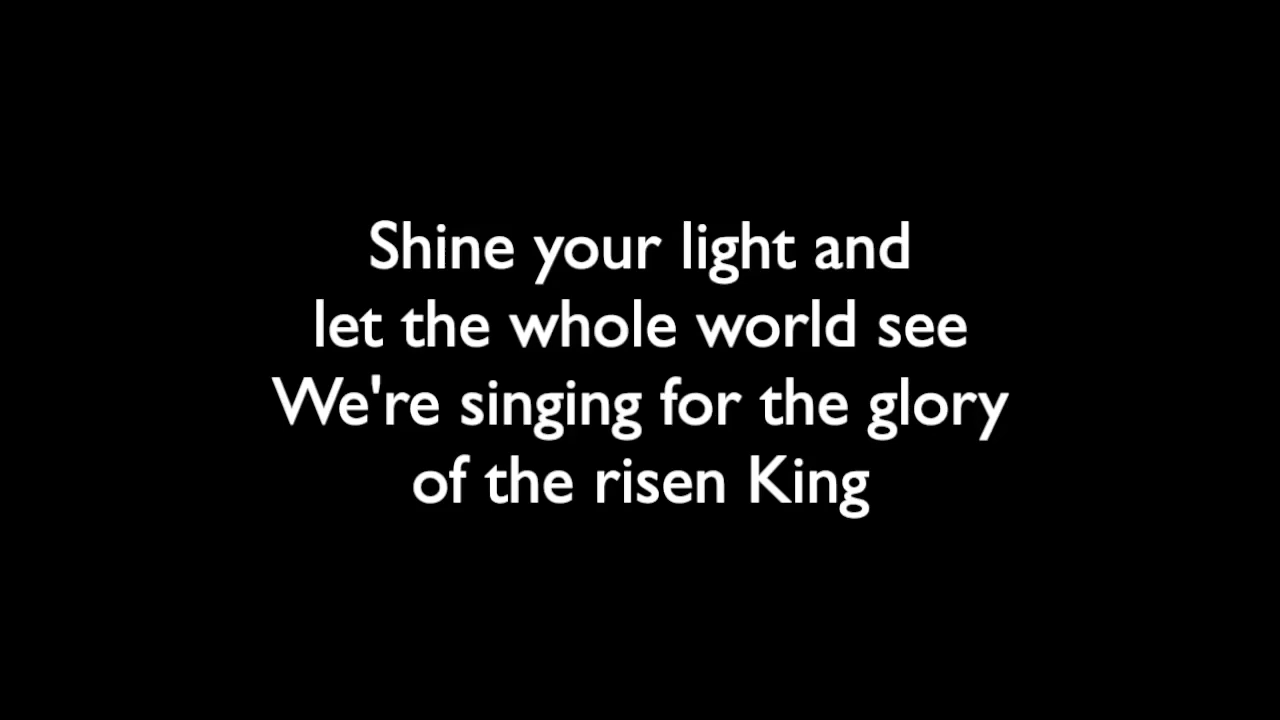 Shine your light and
let the whole world see
We're singing for the glory
of the risen King